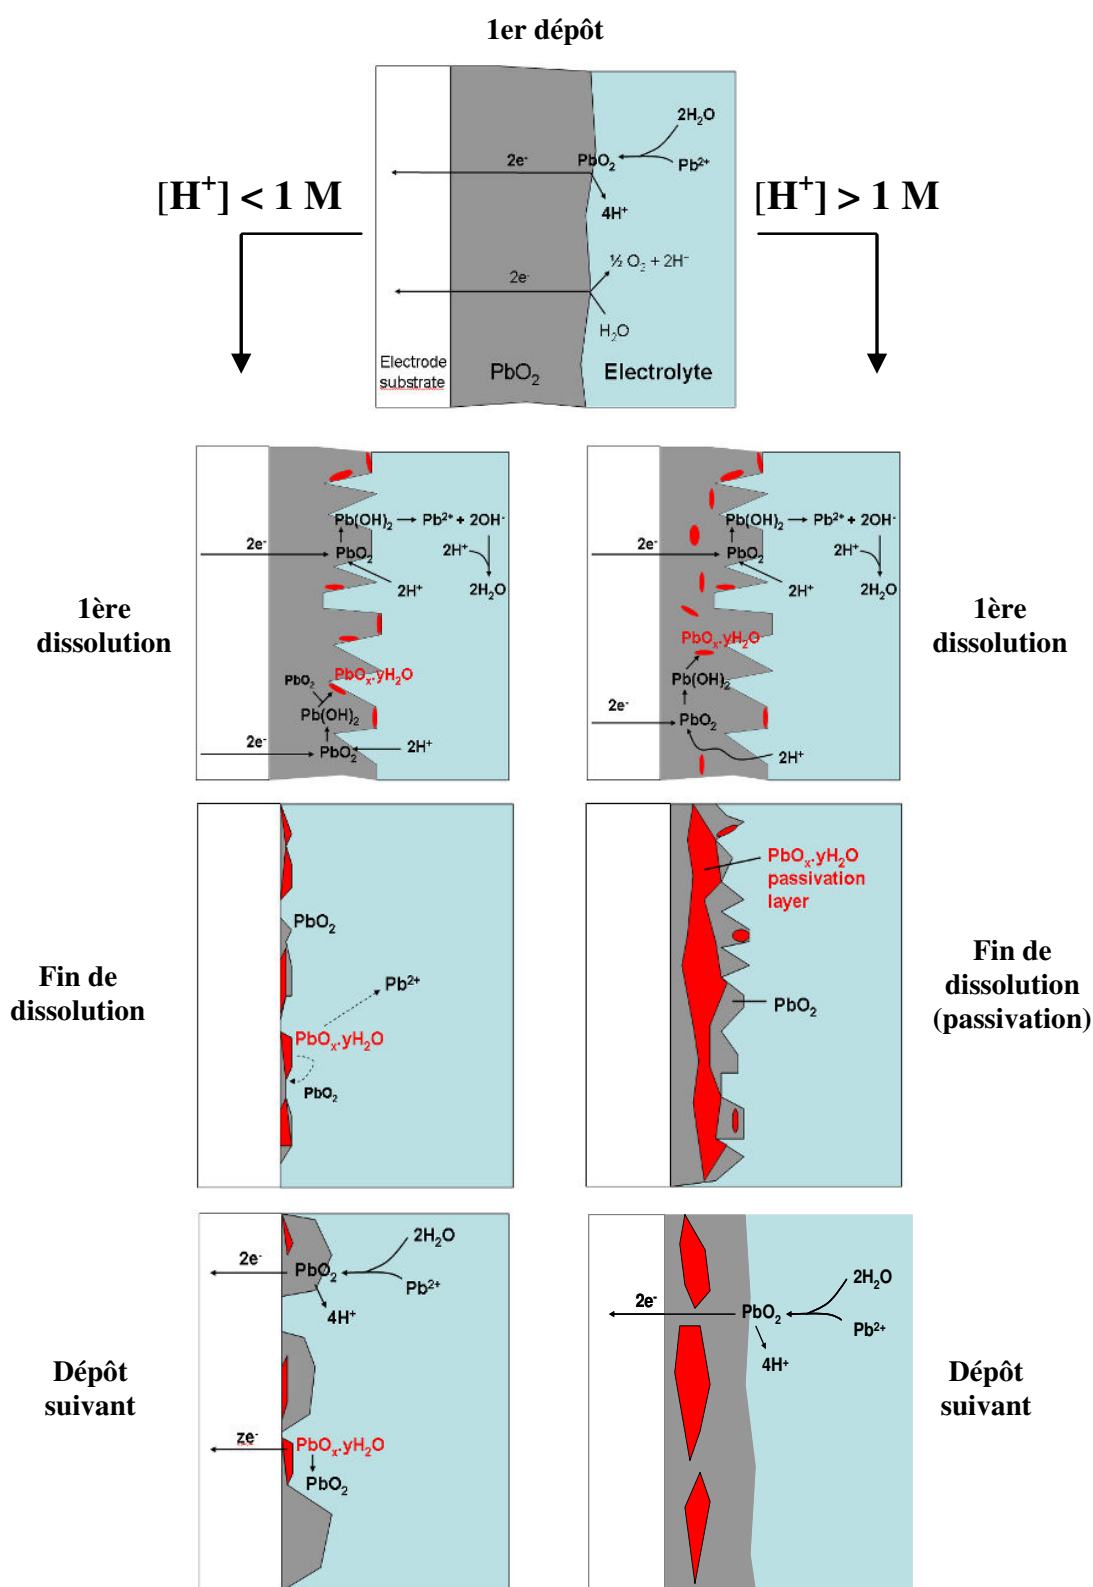 1er dépôt
[H⁺] < 1 M
[H⁺] > 1 M
2H₂O
2e⁻
PbO₂
Pb²⁺
4H⁺
½ O₂ + 2H⁺
2e⁻
H₂O
Electrode
substrate
PbO₂
Electrolyte
1ère
dissolution
Pb(OH)₂
Pb²⁺ + 2OH⁻
2e⁻
PbO₂
2H⁺
2H⁺
2H₂O
PbOₓ.yH₂O
PbO₂
Pb(OH)₂
2e⁻
PbO₂
2H⁺
Pb(OH)₂
Pb²⁺ + 2OH⁻
2e⁻
PbO₂
2H⁺
2H⁺
2H₂O
PbOₓ.yH₂O
Pb(OH)₂
2e⁻
PbO₂
2H⁺
1ère
dissolution
Fin de
dissolution
PbO₂
Pb²⁺
PbOₓ.yH₂O
PbO₂
PbOₓ.yH₂O
passivation
layer
PbO₂
Fin de
dissolution
(passivation)
Dépôt
suivant
2H₂O
2e⁻
PbO₂
Pb²⁺
4H⁺
ze⁻
PbOₓ.yH₂O
PbO₂
2H₂O
2e⁻
PbO₂
Pb²⁺
4H⁺
Dépôt
suivant